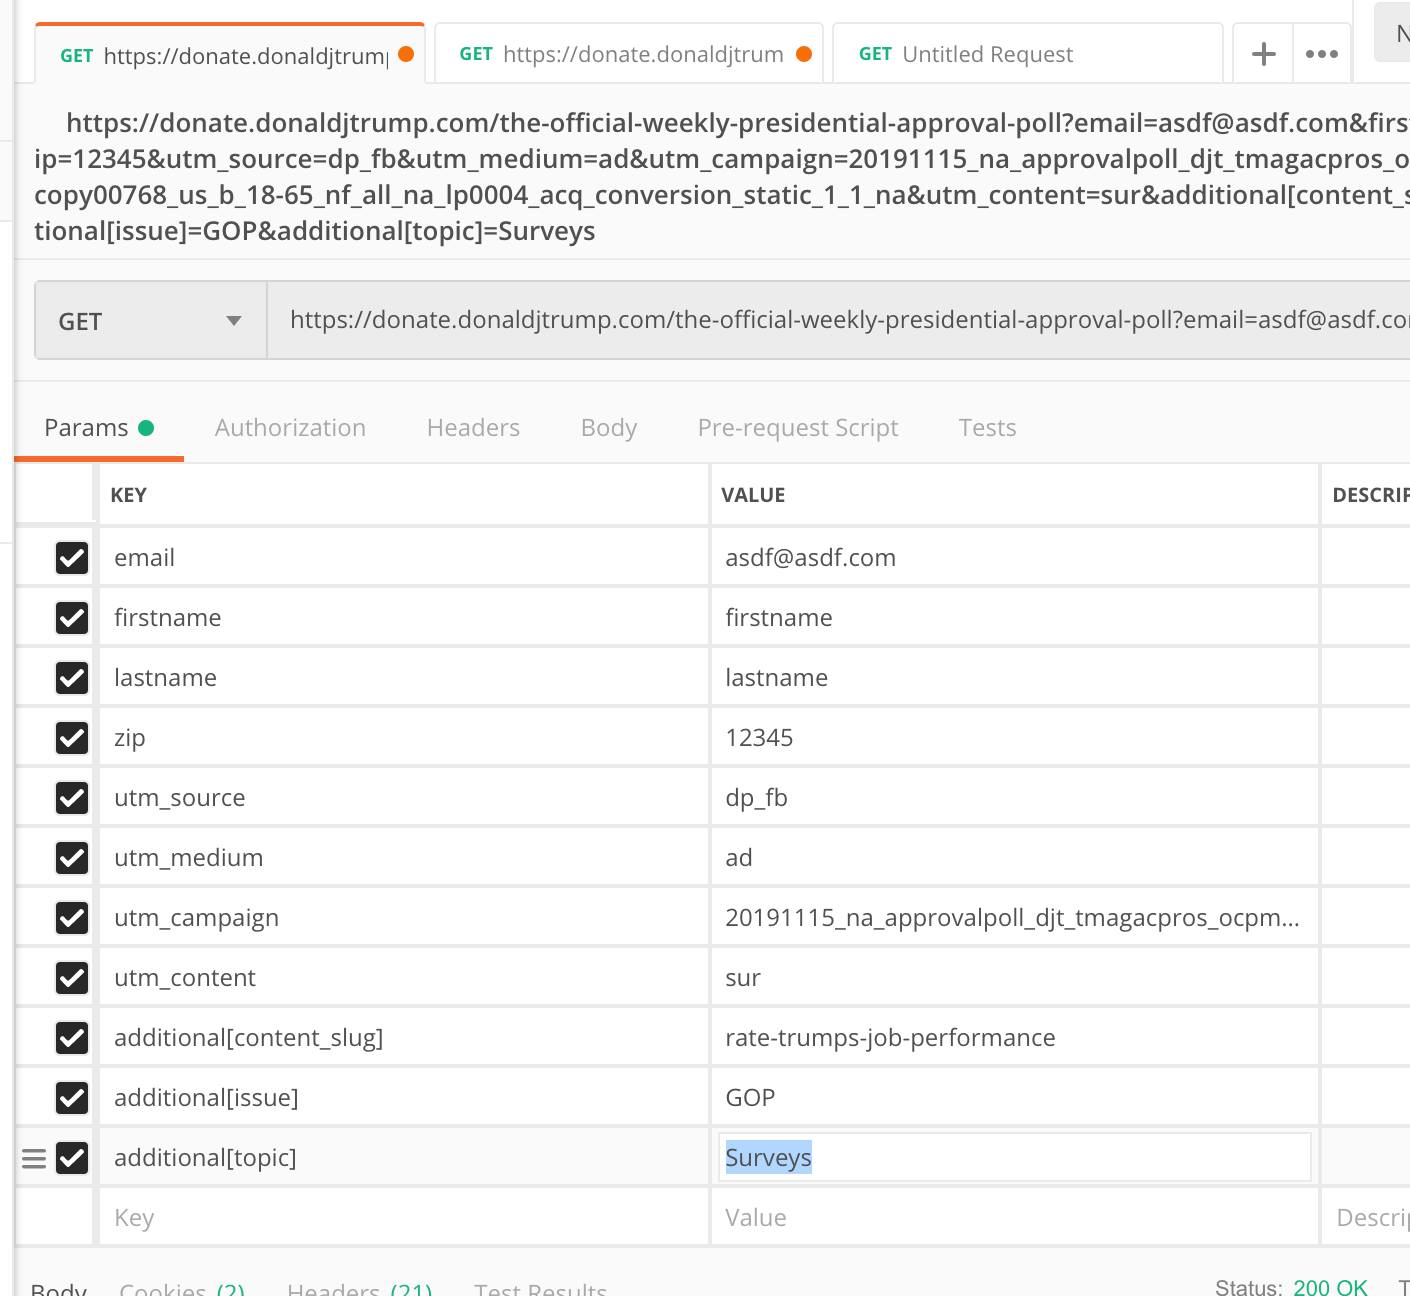 GET https://donate.donaldjtrump
GET https://donate.donaldjtrum
GET Untitled Request
N
https://donate.donaldjtrump.com/the-official-weekly-presidential-approval-poll?email=asdf@asdf.com&firs
ip=12345&utm_source=dp_fb&utm_medium=ad&utm_campaign=20191115_na_approvalpoll_djt_tmagacpros_o
copy00768_us_b_18-65_nf_all_na_lp0004_acq_conversion_static_1_1_na&utm_content=sur&additional[content_s
tional[issue]=GOP&additional[topic]=Surveys
GET https://donate.donaldjtrump.com/the-official-weekly-presidential-approval-poll?email=asdf@asdf.co
Params Authorization Headers Body Pre-request Script Tests
KEY VALUE DESCRIP
email asdf@asdf.com
firstname firstname
lastname lastname
zip 12345
utm_source dp_fb
utm_medium ad
utm_campaign 20191115_na_approvalpoll_djt_tmagacpros_ocpm...
utm_content sur
additional[content_slug] rate-trumps-job-performance
additional[issue] GOP
additional[topic] Surveys
Key Value Descrip
Body Cookies (2) Headers (21) Test Results Status: 200 OK T